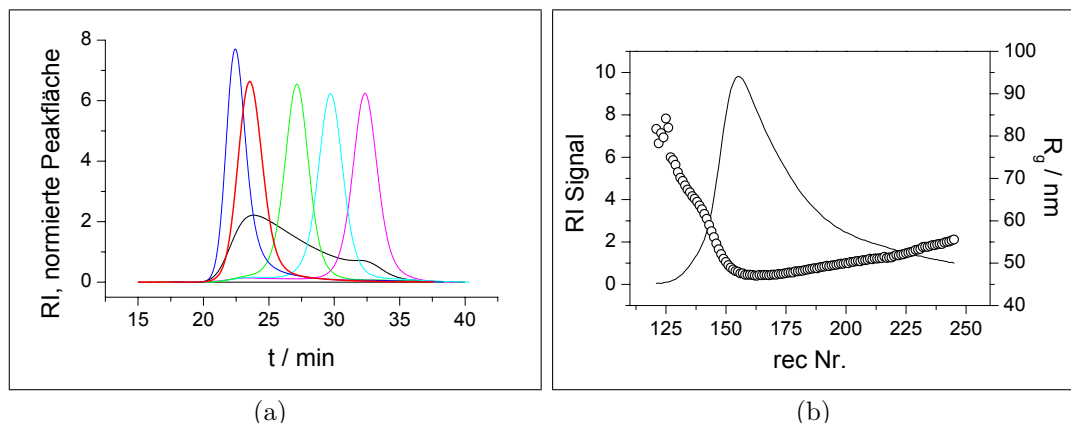 RI, normierte Peakfläche
8
6
4
2
0
15 20 25 30 35 40
t / min
(a)
RI Signal
10
8
6
4
2
0
125 150 175 200 225 250
rec Nr.
100
90
80
70
60
50
40
R_g / nm
(b)